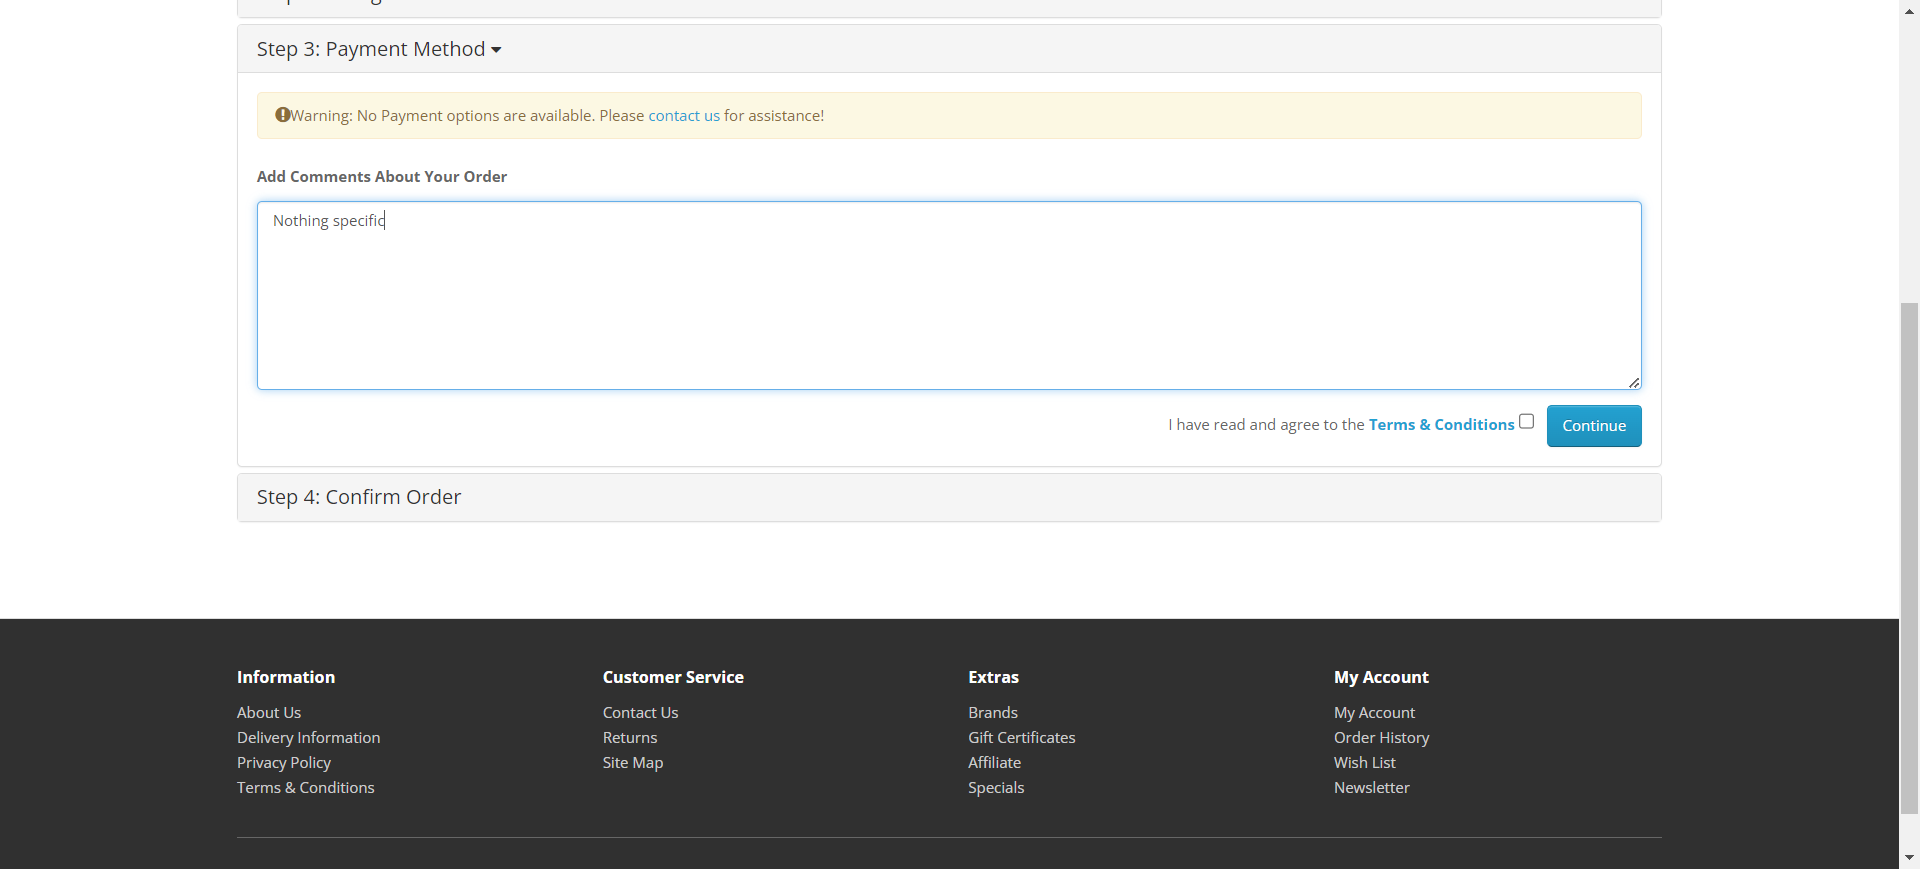 Step 3: Payment Method
Warning: No Payment options are available. Please contact us for assistance!
Add Comments About Your Order
Nothing specific
I have read and agree to the Terms & Conditions
Continue
Step 4: Confirm Order
Information
About Us
Delivery Information
Privacy Policy
Terms & Conditions
Customer Service
Contact Us
Returns
Site Map
Extras
Brands
Gift Certificates
Affiliate
Specials
My Account
My Account
Order History
Wish List
Newsletter